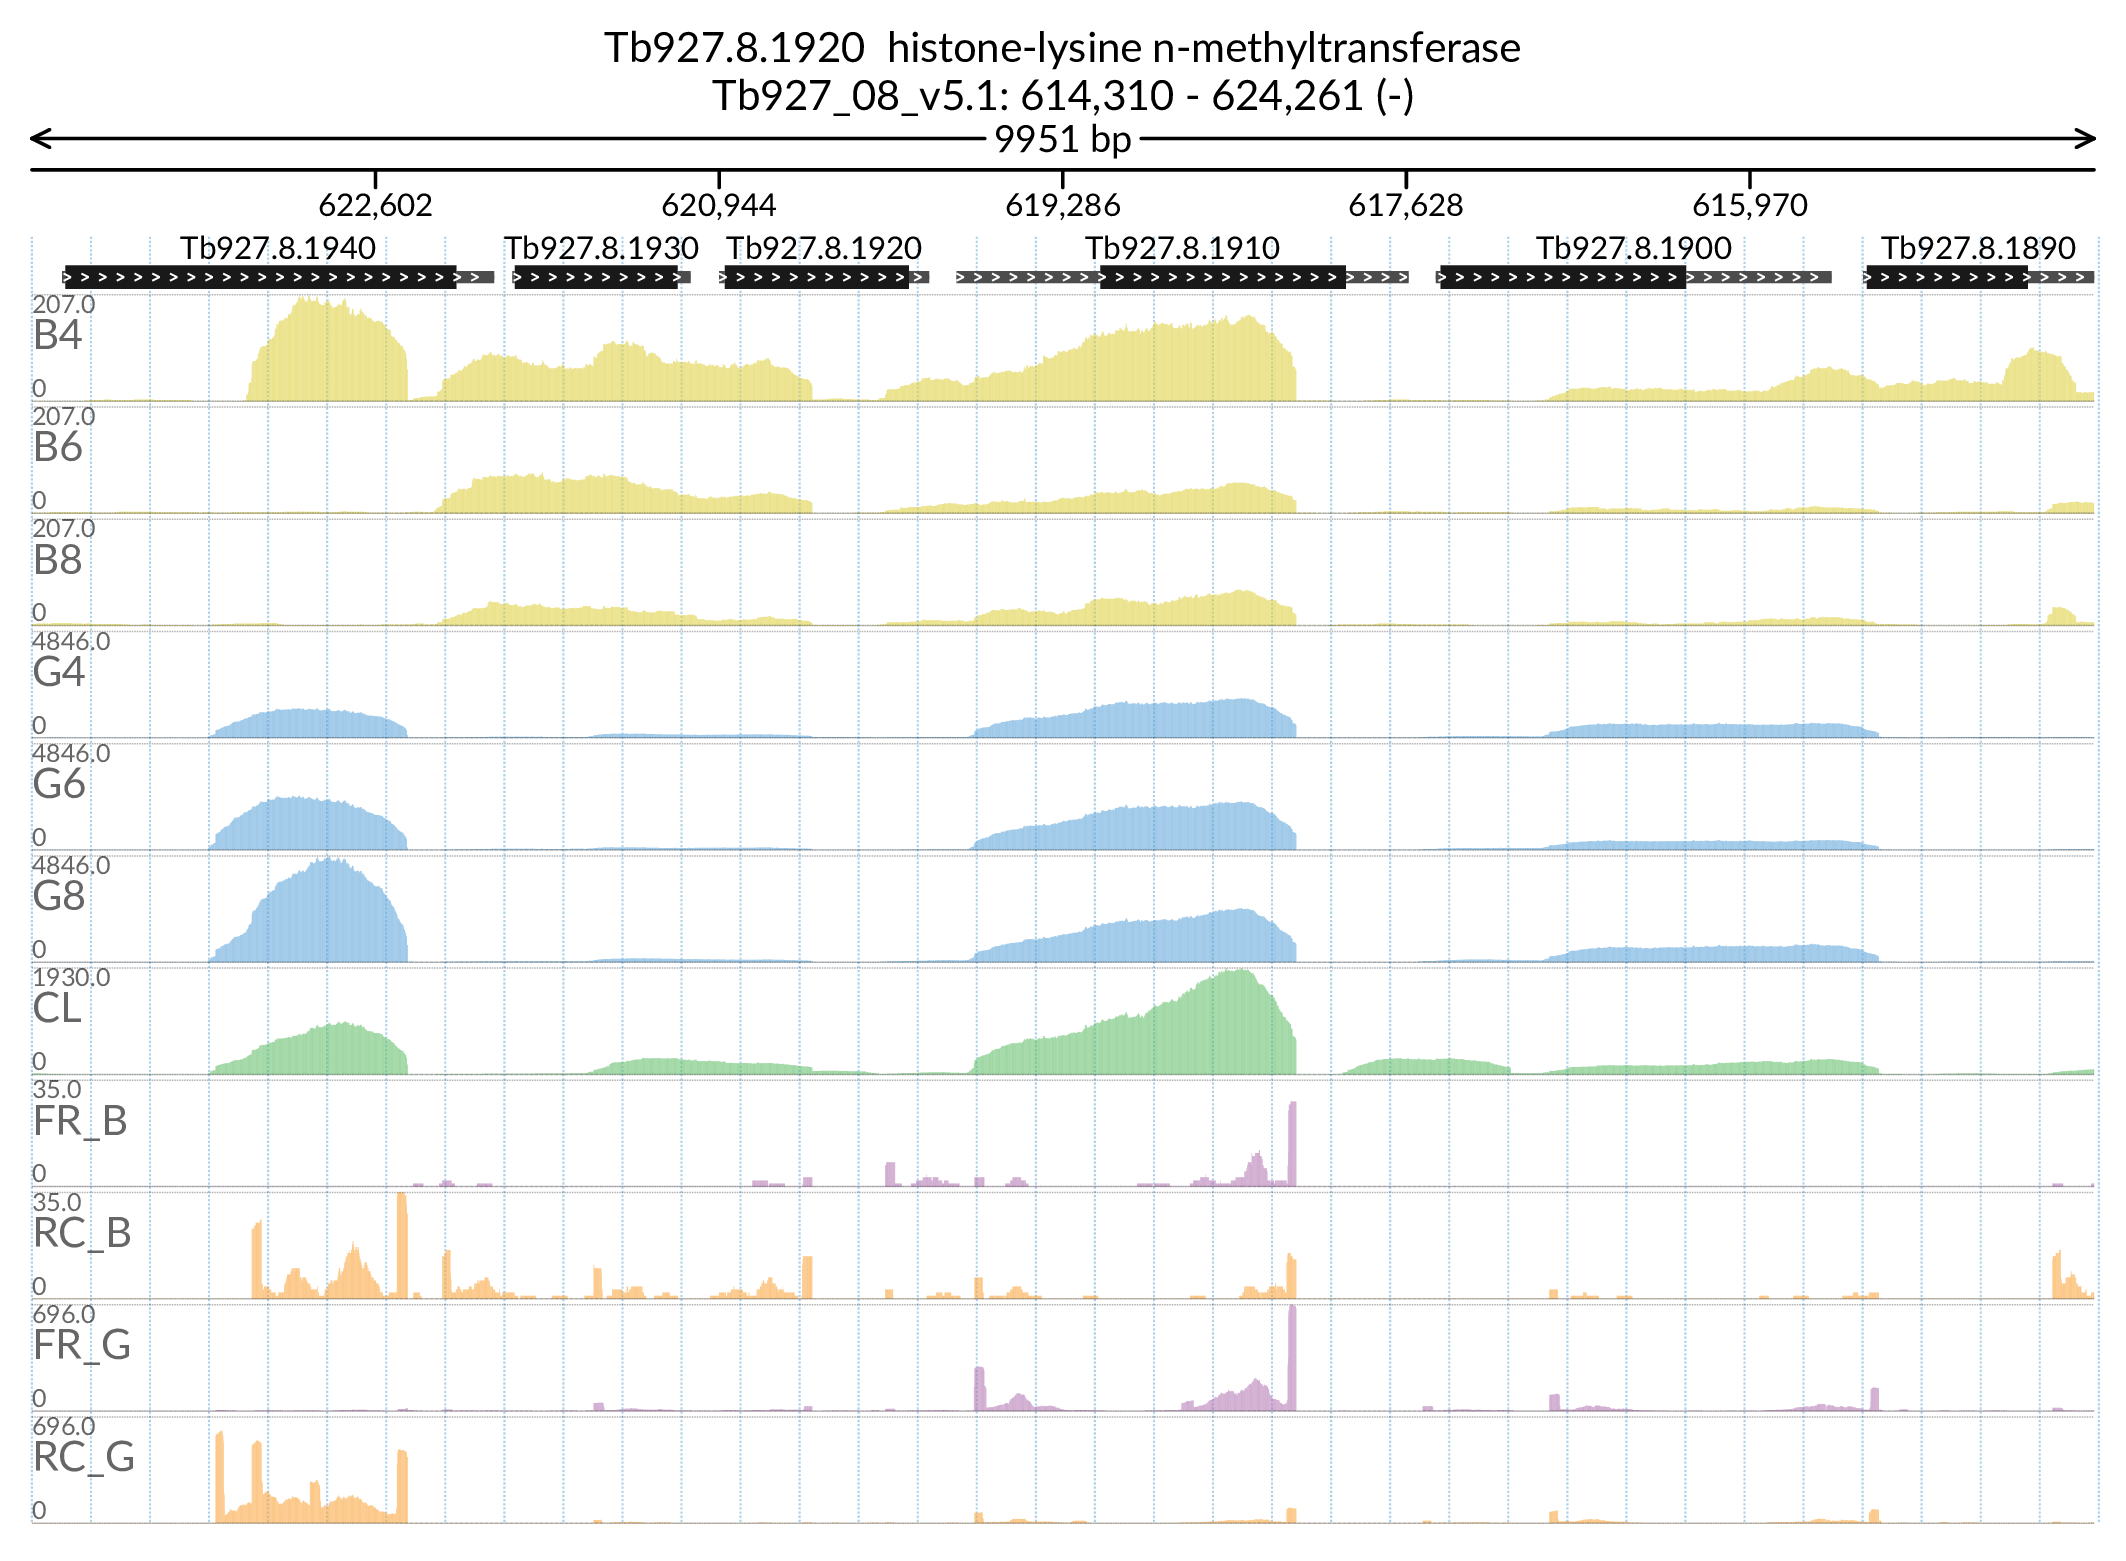 Tb927.8.1920 histone-lysine n-methyltransferase
Tb927_08_v5.1: 614,310 - 624,261 (-)
9951 bp
622,602 620,944 619,286 617,628 615,970
Tb927.8.1940 Tb927.8.1930 Tb927.8.1920 Tb927.8.1910 Tb927.8.1900 Tb927.8.1890
207.0
B4
0
207.0
B6
0
207.0
B8
0
4846.0
G4
0
4846.0
G6
0
4846.0
G8
0
1930.0
CL
0
35.0
FR_B
0
35.0
RC_B
0
696.0
FR_G
0
696.0
RC_G
0